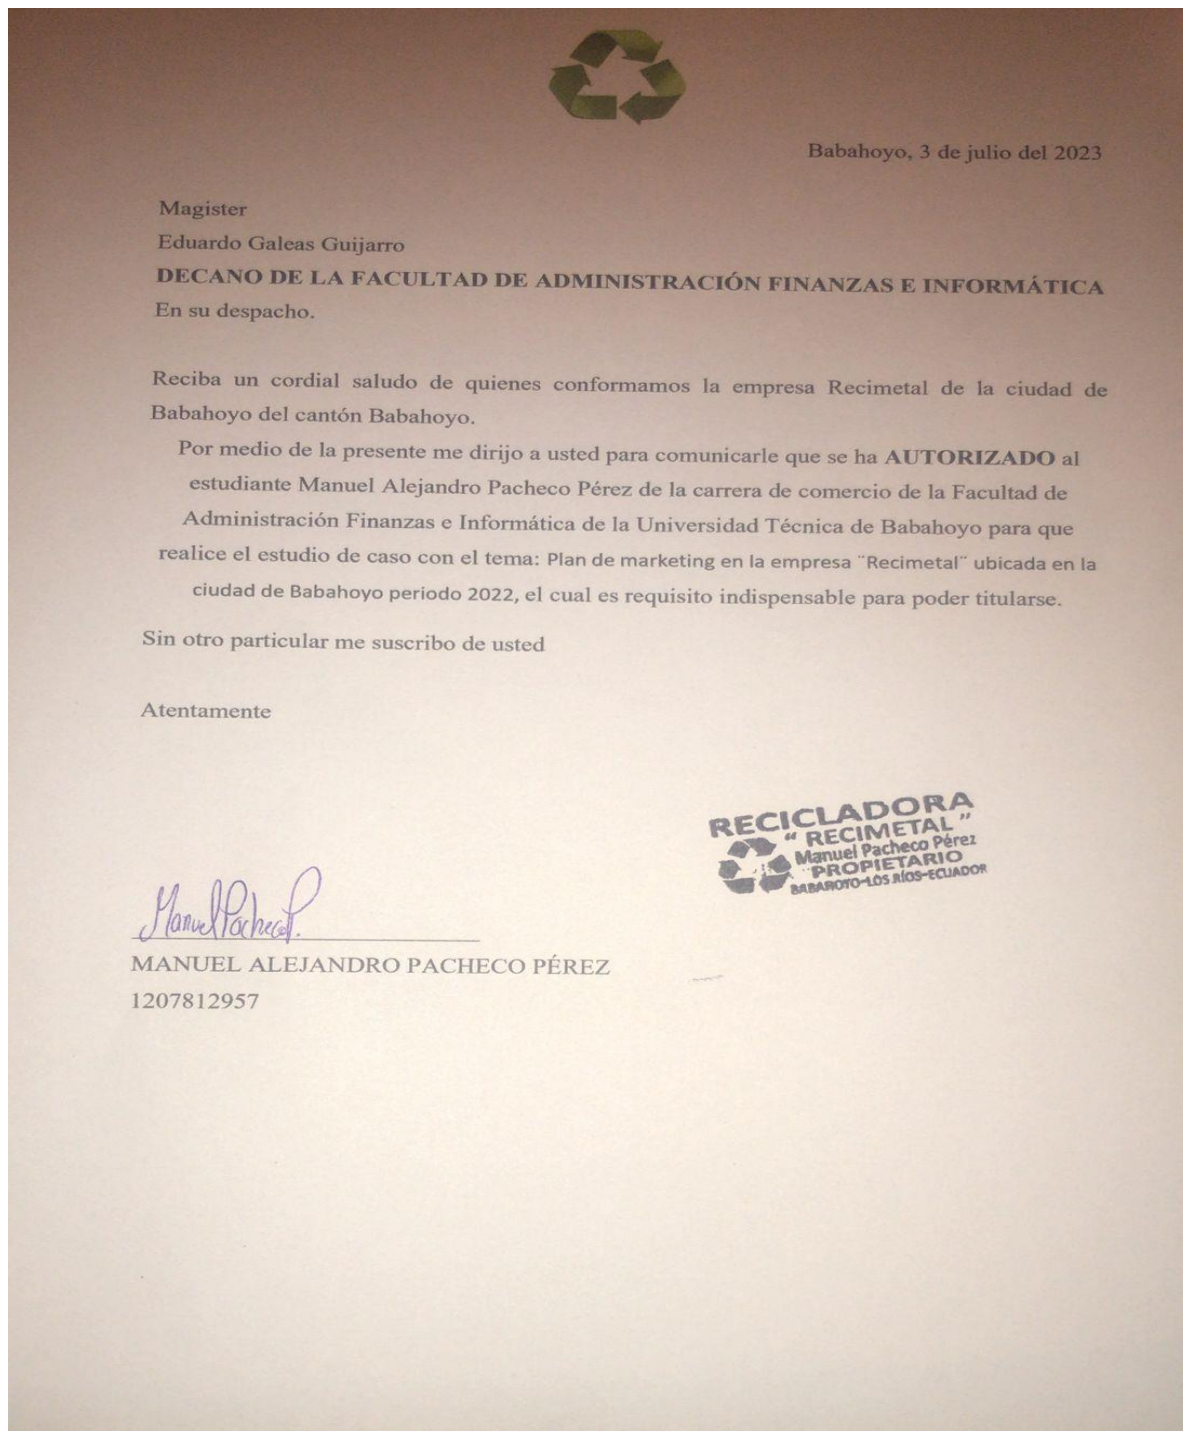 Babahoyo, 3 de julio del 2023
Magister
Eduardo Galeas Guijarro
DECANO DE LA FACULTAD DE ADMINISTRACIÓN FINANZAS E INFORMÁTICA
En su despacho.
Reciba un cordial saludo de quienes conformamos la empresa Recimetal de la ciudad de
Babahoyo del cantón Babahoyo.
Por medio de la presente me dirijo a usted para comunicarle que se ha AUTORIZADO al
estudiante Manuel Alejandro Pacheco Pérez de la carrera de comercio de la Facultad de
Administración Finanzas e Informática de la Universidad Técnica de Babahoyo para que
realice el estudio de caso con el tema: Plan de marketing en la empresa ¨Recimetal¨ ubicada en la
ciudad de Babahoyo periodo 2022, el cual es requisito indispensable para poder titularse.
Sin otro particular me suscribo de usted
Atentamente
RECICLADORA
“ RECIMETAL ”
Manuel Pacheco Pérez
PROPIETARIO
BABAHOYO-LOS RÍOS-ECUADOR
Manuel Pacheco P.
MANUEL ALEJANDRO PACHECO PÉREZ
1207812957